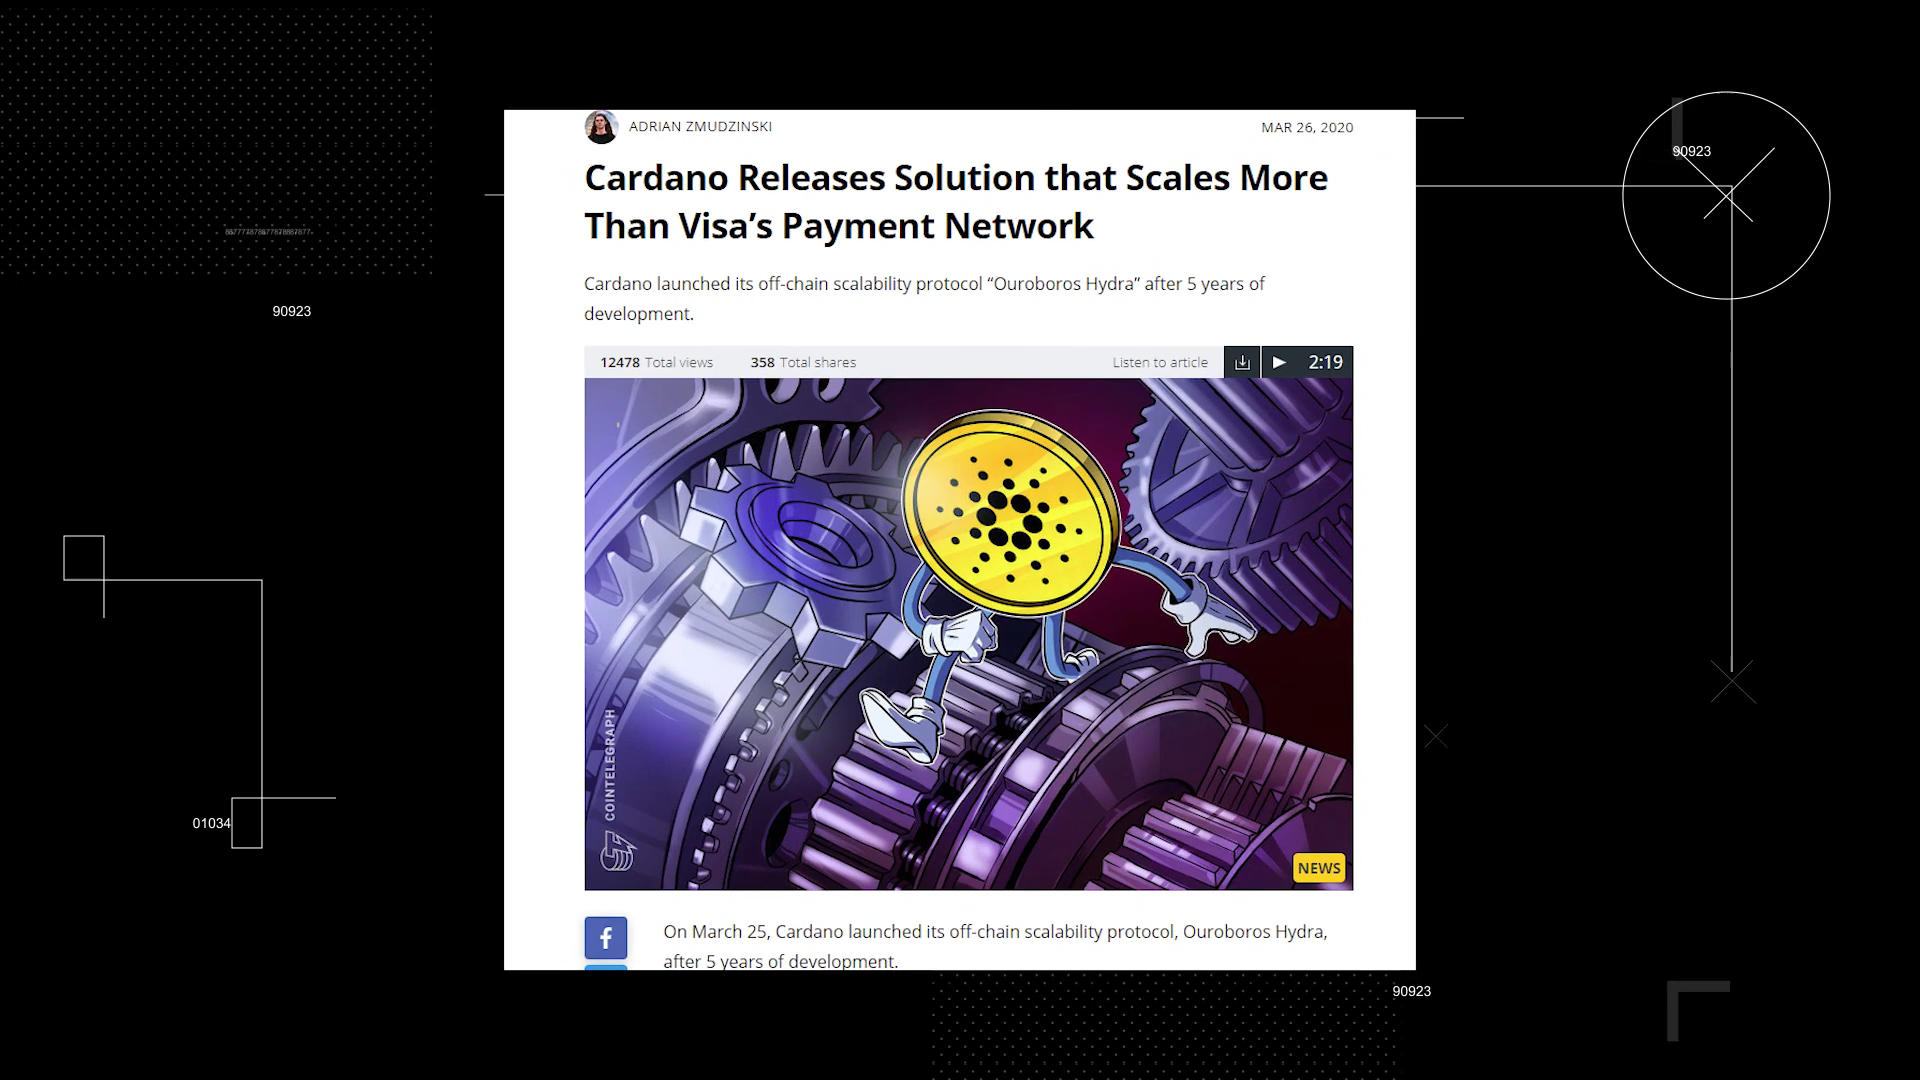 ADRIAN ZMUDZINSKI
MAR 26, 2020
Cardano Releases Solution that Scales More
Than Visa’s Payment Network
Cardano launched its off-chain scalability protocol “Ouroboros Hydra” after 5 years of
development.
12478 Total views 358 Total shares Listen to article 2:19
COINTELEGRAPH
NEWS
On March 25, Cardano launched its off-chain scalability protocol, Ouroboros Hydra,
after 5 years of development.
90923
90923
01034
90923